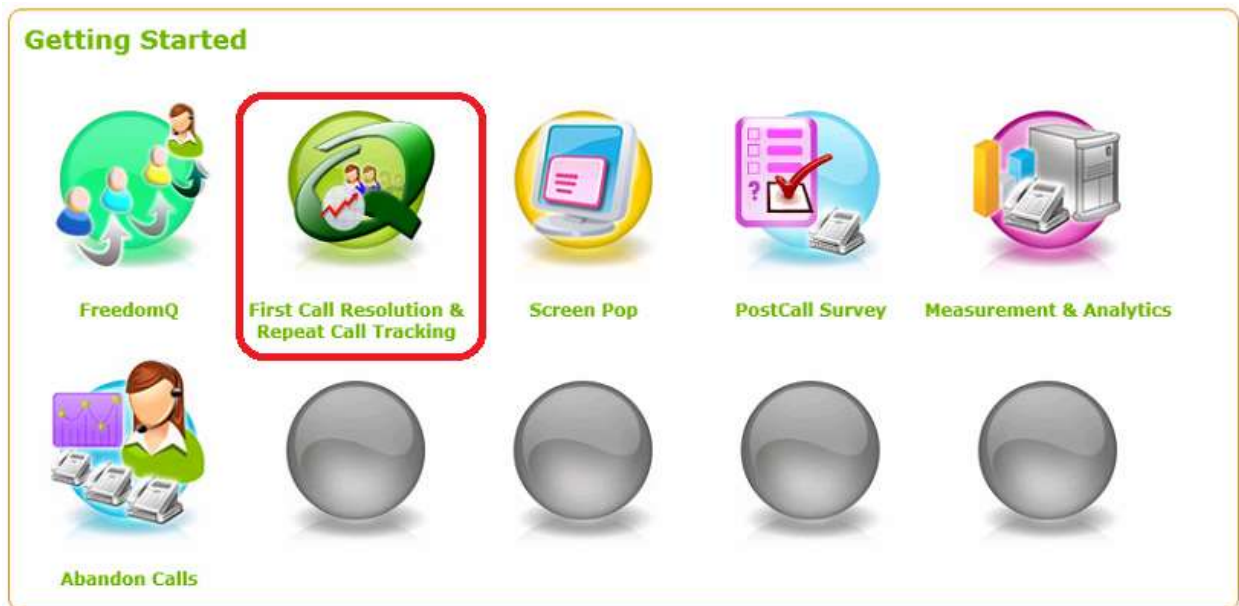 Getting Started
FreedomQ
First Call Resolution &
Repeat Call Tracking
Screen Pop
PostCall Survey
Measurement & Analytics
Abandon Calls